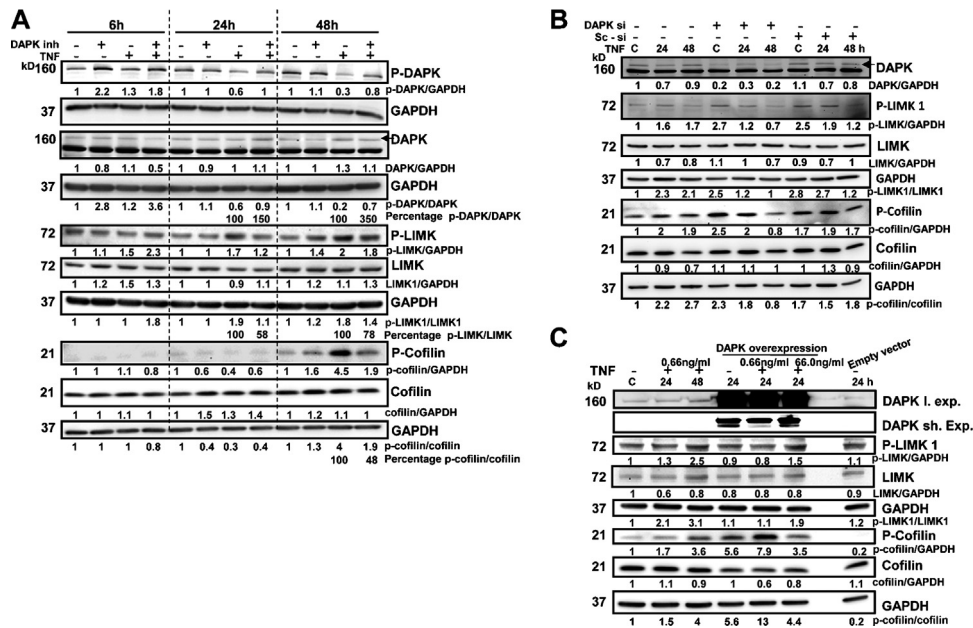 A
6h 24h 48h
DAPK inh - + - + - + - + - + - +
TNF - - + + - - + + - - + +
kD
160 P-DAPK
1 2.2 1.3 1.8 1 1 0.6 1 1 1.1 0.3 0.8 p-DAPK/GAPDH
37 GAPDH
160 DAPK
1 0.8 1.1 0.5 1 0.9 1 1.1 1 1 1.3 1.1 DAPK/GAPDH
37 GAPDH
1 2.8 1.2 3.6 1 1.1 0.6 0.9 1 1.1 0.2 0.7 p-DAPK/DAPK
100 150 100 350 Percentage p-DAPK/DAPK
72 P-LIMK
1 1.1 1.5 2.3 1 1 1.7 1.2 1 1.4 2 1.8 p-LIMK/GAPDH
72 LIMK
1 1.2 1.5 1.3 1 1 0.9 1.1 1 1.2 1.1 1.3 LIMK1/GAPDH
37 GAPDH
1 1 1 1.8 1 1 1.9 1.1 1 1.2 1.8 1.4 p-LIMK1/LIMK1
100 58 100 78 Percentage p-LIMK/LIMK
21 P-Cofilin
1 1 1.1 0.8 1 0.6 0.4 0.6 1 1.6 4.5 1.9 p-cofilin/GAPDH
21 Cofilin
1 1 1.1 1 1 1.5 1.3 1.4 1 1.2 1.1 1 cofilin/GAPDH
37 GAPDH
1 1 1 0.8 1 0.4 0.3 0.4 1 1.3 4 1.9 p-cofilin/cofilin
100 48 Percentage p-cofilin/cofilin
B
DAPK si - - - + + + - - -
Sc - si - - - - - - + + +
TNF C 24 48 C 24 48 C 24 48 h
kD
160 DAPK
1 0.7 0.9 0.2 0.3 0.2 1.1 0.7 0.8 DAPK/GAPDH
72 P-LIMK 1
1 1.6 1.7 2.7 1.2 0.7 2.5 1.9 1.2 p-LIMK/GAPDH
72 LIMK
1 0.7 0.8 1.1 1 0.7 0.9 0.7 1 LIMK/GAPDH
37 GAPDH
1 2.3 2.1 2.5 1.2 1 2.8 2.7 1.2 p-LIMK1/LIMK1
21 P-Cofilin
1 2 1.9 2.5 2 0.8 1.7 1.9 1.7 p-cofilin/GAPDH
21 Cofilin
1 0.9 0.7 1.1 1.1 1 1 1.3 0.9 cofilin/GAPDH
37 GAPDH
1 2.2 2.7 2.3 1.8 0.8 1.7 1.5 1.8 p-cofilin/cofilin
C
DAPK overexpression
0.66ng/ml 0.66ng/ml 66.0ng/ml Empty vector
TNF - + + - + + -
kD C 24 48 24 24 24 24 h
160 DAPK l. exp.
DAPK sh. Exp.
72 P-LIMK 1
1 1.3 2.5 0.9 0.8 1.5 1.1 p-LIMK/GAPDH
72 LIMK
1 0.6 0.8 0.8 0.8 0.8 0.9 LIMK/GAPDH
37 GAPDH
1 2.1 3.1 1.1 1.1 1.9 1.2 p-LIMK1/LIMK1
21 P-Cofilin
1 1.7 3.6 5.6 7.9 3.5 0.2 p-cofilin/GAPDH
21 Cofilin
1 1.1 0.9 1 0.6 0.8 1.1 cofilin/GAPDH
37 GAPDH
1 1.5 4 5.6 13 4.4 0.2 p-cofilin/cofilin